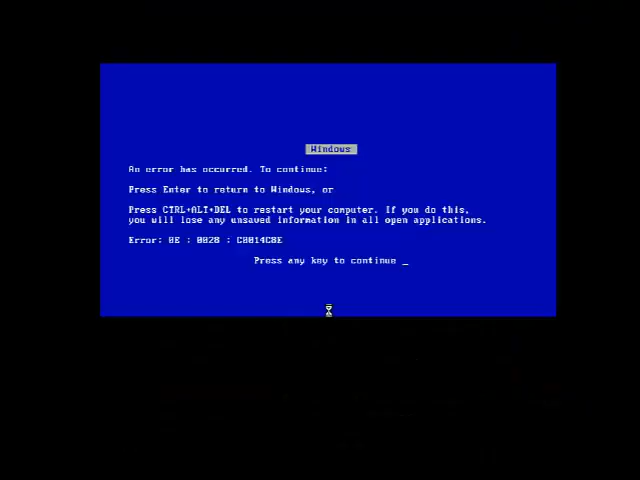 Windows
An error has occurred. To continue:
Press Enter to return to Windows, or
Press CTRL+ALT+DEL to restart your computer. If you do this,
you will lose any unsaved information in all open applications.
Error: 0E : 0028 : C0014C8E
Press any key to continue _